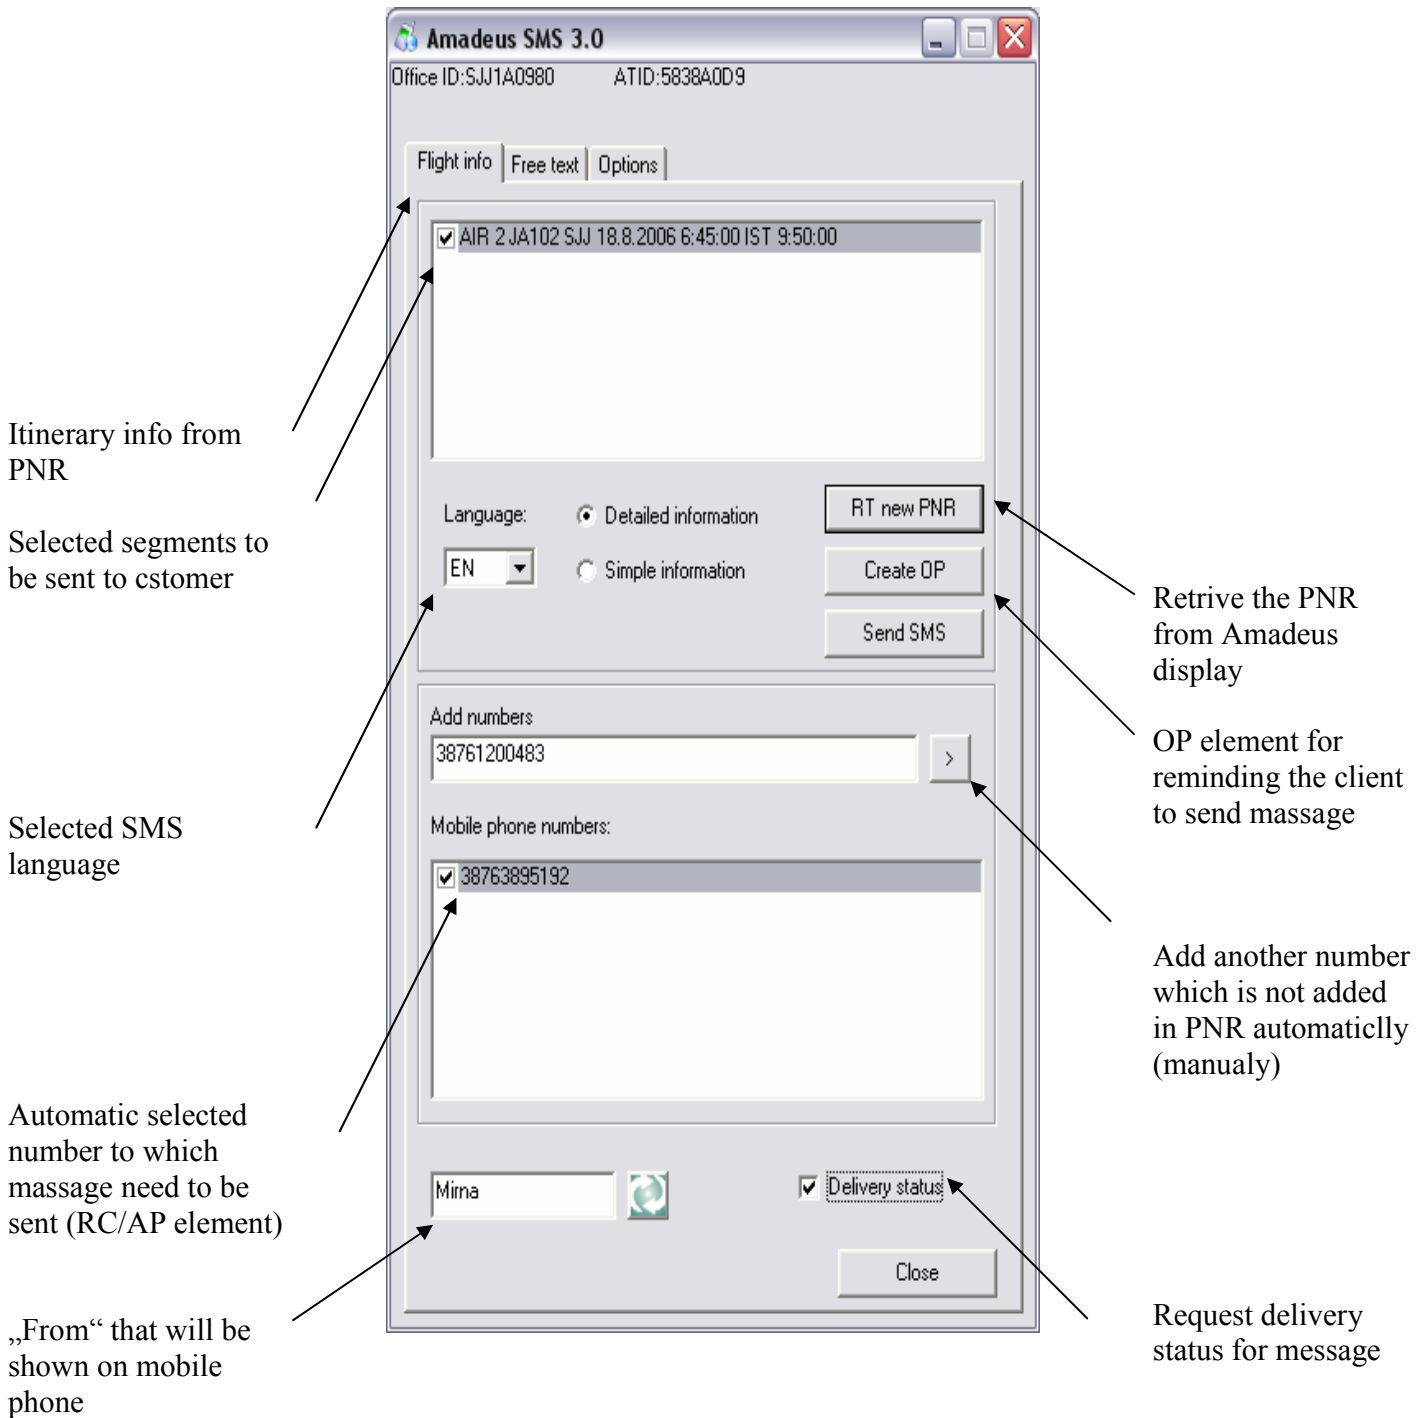 Amadeus SMS 3.0
Office ID:SJJ1A0980 ATID:5838A0D9
Flight info Free text Options
AIR 2 JA102 SJJ 18.8.2006 6:45:00 IST 9:50:00
Itinerary info from
PNR
Selected segments to
be sent to cstomer
Language:
EN
Detailed information
Simple information
RT new PNR
Create OP
Send SMS
Retrive the PNR
from Amadeus
display
OP element for
reminding the client
to send massage
Add numbers
38761200483
>
Selected SMS
language
Mobile phone numbers:
38763895192
Add another number
which is not added
in PNR automaticlly
(manualy)
Automatic selected
number to which
massage need to be
sent (RC/AP element)
Mirna
Delivery status
Close
„From“ that will be
shown on mobile
phone
Request delivery
status for message